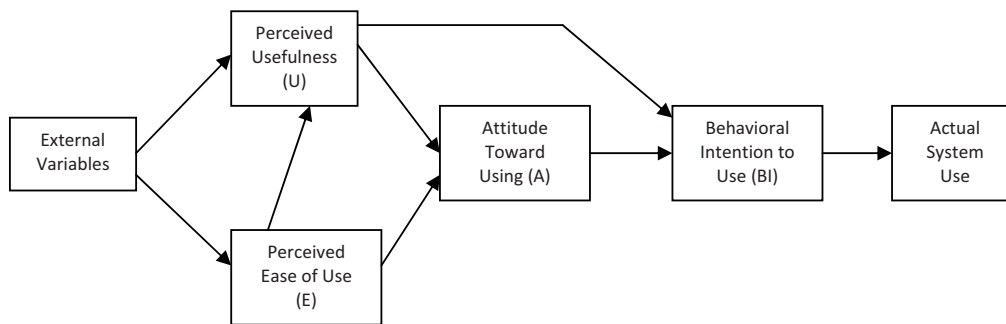 External
Variables
Perceived
Usefulness
(U)
Perceived
Ease of Use
(E)
Attitude
Toward
Using (A)
Behavioral
Intention to
Use (BI)
Actual
System
Use